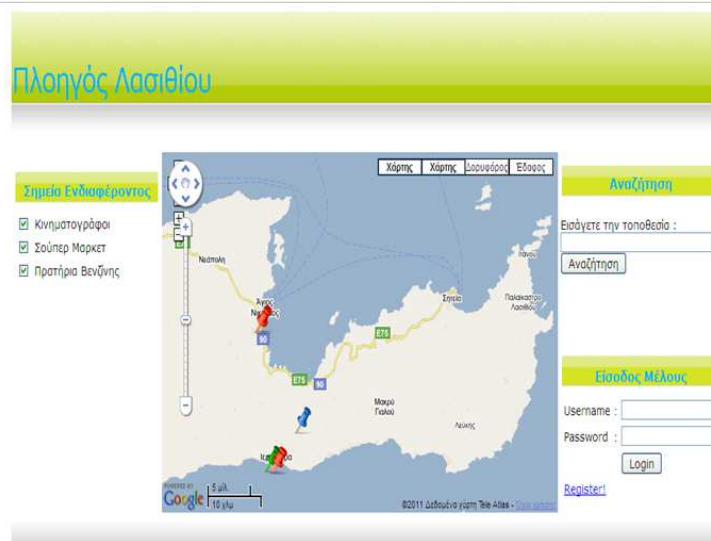 Πλοηγός Λασιθίου
Σημεία Ενδιαφέροντος
Κινηματογράφοι
Σούπερ Μαρκετ
Πρατήρια Βενζίνης
Χάρτης Χάρτης Δορυφόρος Έδαφος
Νεάπολη
Άγιος
Σητεία
Παλαίκαστρο
Λασιθίου
E75
90
E75 90
Μακρύ
Γιαλού
Λεύκης
POWERED BY
Google
5 μίλ.
10 χλμ
©2011 Δεδομένα χάρτη Tele Atlas -
Αναζήτηση
Εισάγετε την τοποθεσία :
Αναζήτηση
Είσοδος Μέλους
Username :
Password :
Login
Register!